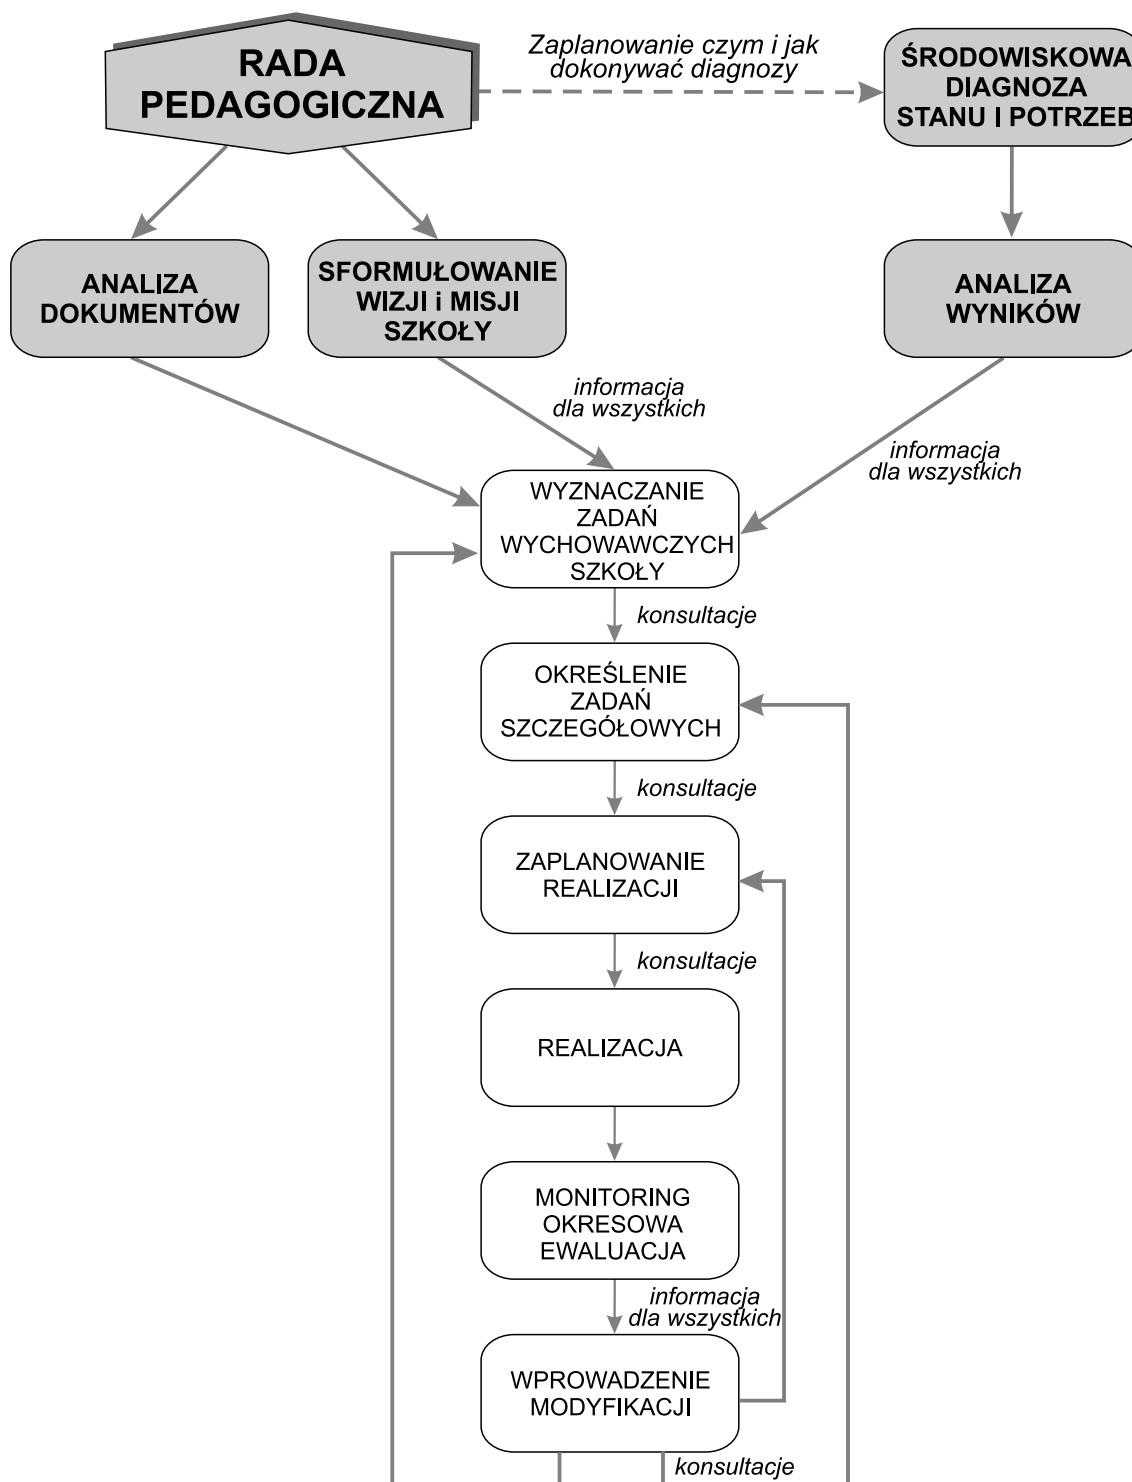 RADA
PEDAGOGICZNA
Zaplanowanie czym i jak
dokonywać diagnozy
ŚRODOWISKOWA
DIAGNOZA
STANU I POTRZEB
ANALIZA
DOKUMENTÓW
SFORMUŁOWANIE
WIZJI i MISJI
SZKOŁY
ANALIZA
WYNIKÓW
informacja
dla wszystkich
informacja
dla wszystkich
WYZNACZANIE
ZADAŃ
WYCHOWAWCZYCH
SZKOŁY
konsultacje
OKREŚLENIE
ZADAŃ
SZCZEGÓŁOWYCH
konsultacje
ZAPLANOWANIE
REALIZACJI
konsultacje
REALIZACJA
MONITORING
OKRESOWA
EWALUACJA
informacja
dla wszystkich
WPROWADZENIE
MODYFIKACJI
konsultacje